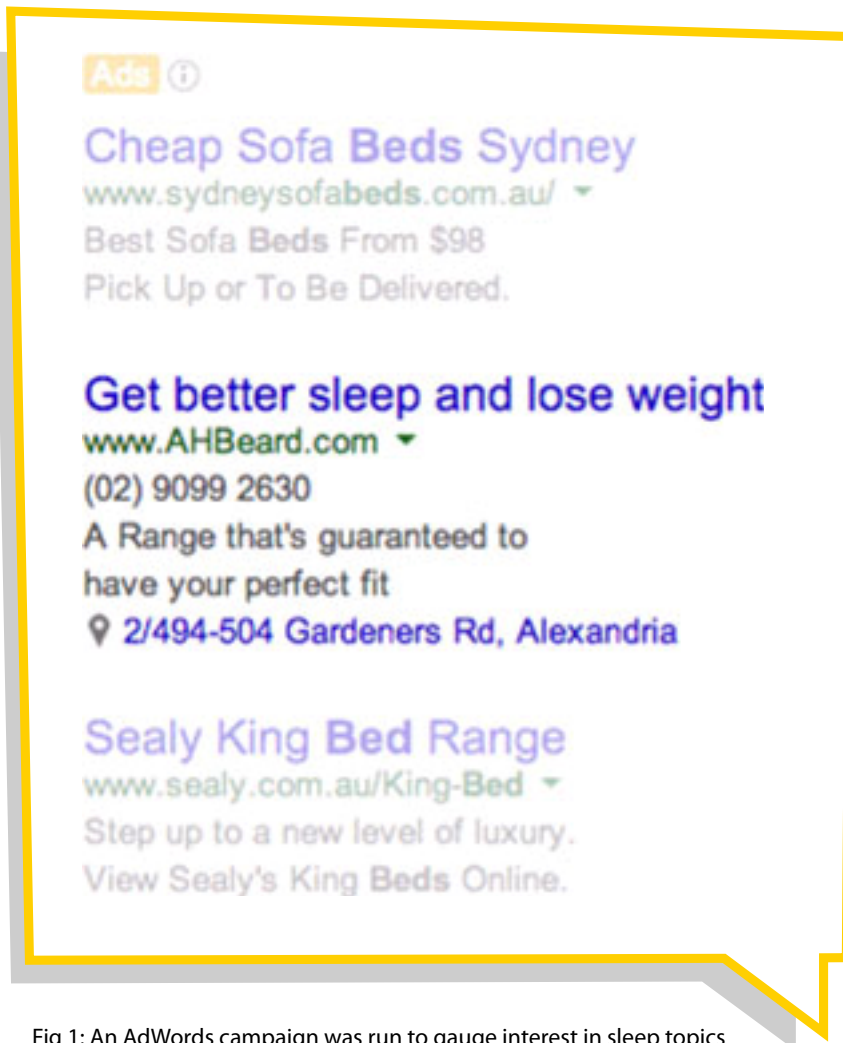 Ads
Cheap Sofa Beds Sydney
www.sydneysofabeds.com.au/
Best Sofa Beds From $98
Pick Up or To Be Delivered.
Get better sleep and lose weight
www.AHBeard.com
(02) 9099 2630
A Range that's guaranteed to
have your perfect fit
2/494-504 Gardeners Rd, Alexandria
Sealy King Bed Range
www.sealy.com.au/King-Bed
Step up to a new level of luxury.
View Sealy's King Beds Online.
Fig 1: An AdWords campaign was run to gauge interest in sleep topics